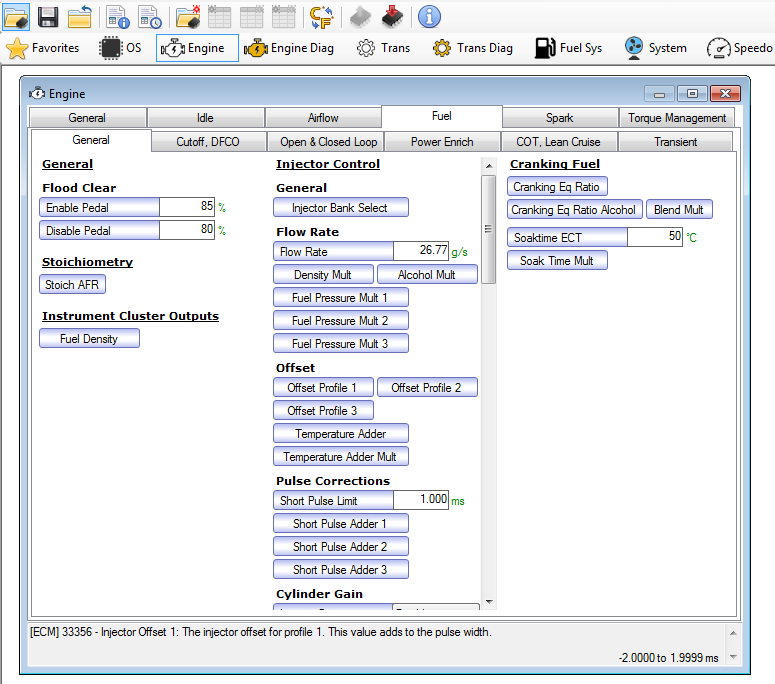 Favorites OS Engine Engine Diag Trans Trans Diag Fuel Sys System Speedo
Engine
General Idle Airflow Fuel Spark Torque Management
General Cutoff, DFCO Open & Closed Loop Power Enrich COT, Lean Cruise Transient
General
Flood Clear
Enable Pedal 85 %
Disable Pedal 80 %
Stoichiometry
Stoich AFR
Instrument Cluster Outputs
Fuel Density
Injector Control
General
Injector Bank Select
Flow Rate
Flow Rate 26.77 g/s
Density Mult Alcohol Mult
Fuel Pressure Mult 1
Fuel Pressure Mult 2
Fuel Pressure Mult 3
Offset
Offset Profile 1 Offset Profile 2
Offset Profile 3
Temperature Adder
Temperature Adder Mult
Pulse Corrections
Short Pulse Limit 1.000 ms
Short Pulse Adder 1
Short Pulse Adder 2
Short Pulse Adder 3
Cylinder Gain
Cranking Fuel
Cranking Eq Ratio
Cranking Eq Ratio Alcohol Blend Mult
Soaktime ECT 50 °C
Soak Time Mult
[ECM] 33356 - Injector Offset 1: The injector offset for profile 1. This value adds to the pulse width.
-2.0000 to 1.9999 ms